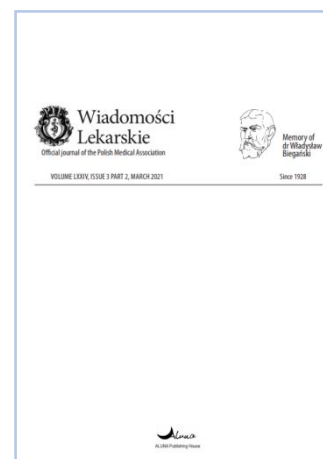 Wiadomości
Lekarskie
Official journal of the Polish Medical Association
Memory of
dr Władysław
Biegański
VOLUME LXXIV, ISSUE 3 PART 2, MARCH 2021
Since 1928
Aluna
ALUNA Publishing House